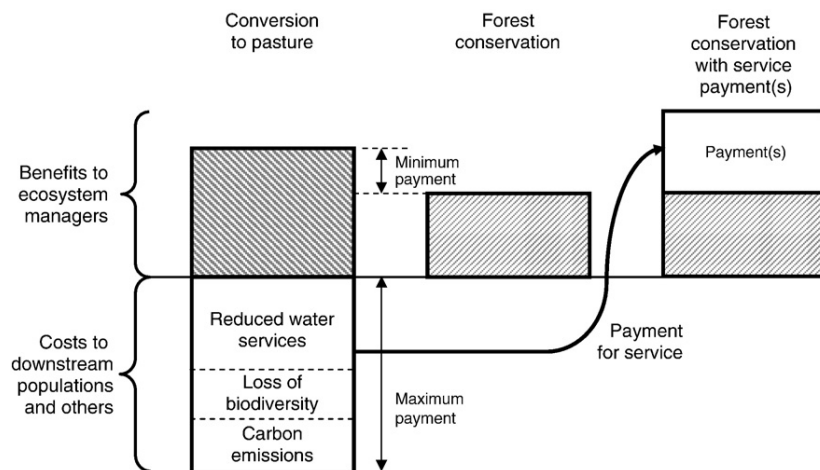 Conversion
to pasture
Forest
conservation
Forest
conservation
with service
payment(s)
Benefits to
ecosystem
managers
Minimum
payment
Payment(s)
Costs to
downstream
populations
and others
Reduced water
services
Loss of
biodiversity
Carbon
emissions
Maximum
payment
Payment
for service